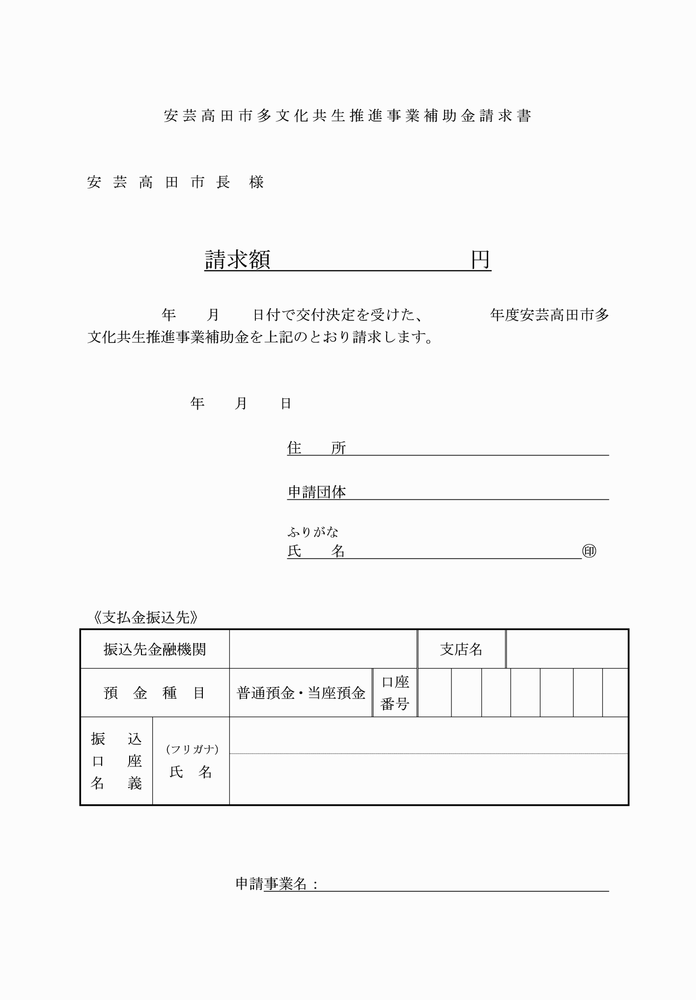 安芸高田市多文化共生推進事業補助金請求書
安芸高田市長　様
請求額　　　　　　　　　円
年　　月　　日付で交付決定を受けた、　　　　年度安芸高田市多
文化共生推進事業補助金を上記のとおり請求します。
年　　月　　日
住　　所
申請団体
ふりがな
氏　　名　　　　　　　　　　　　　　　　㊞
《支払金振込先》
振込先金融機関　　支店名
預　金　種　目　　普通預金・当座預金　　口座
番号
振　込
口　座
名　義
（フリガナ）
氏　名
申請事業名：